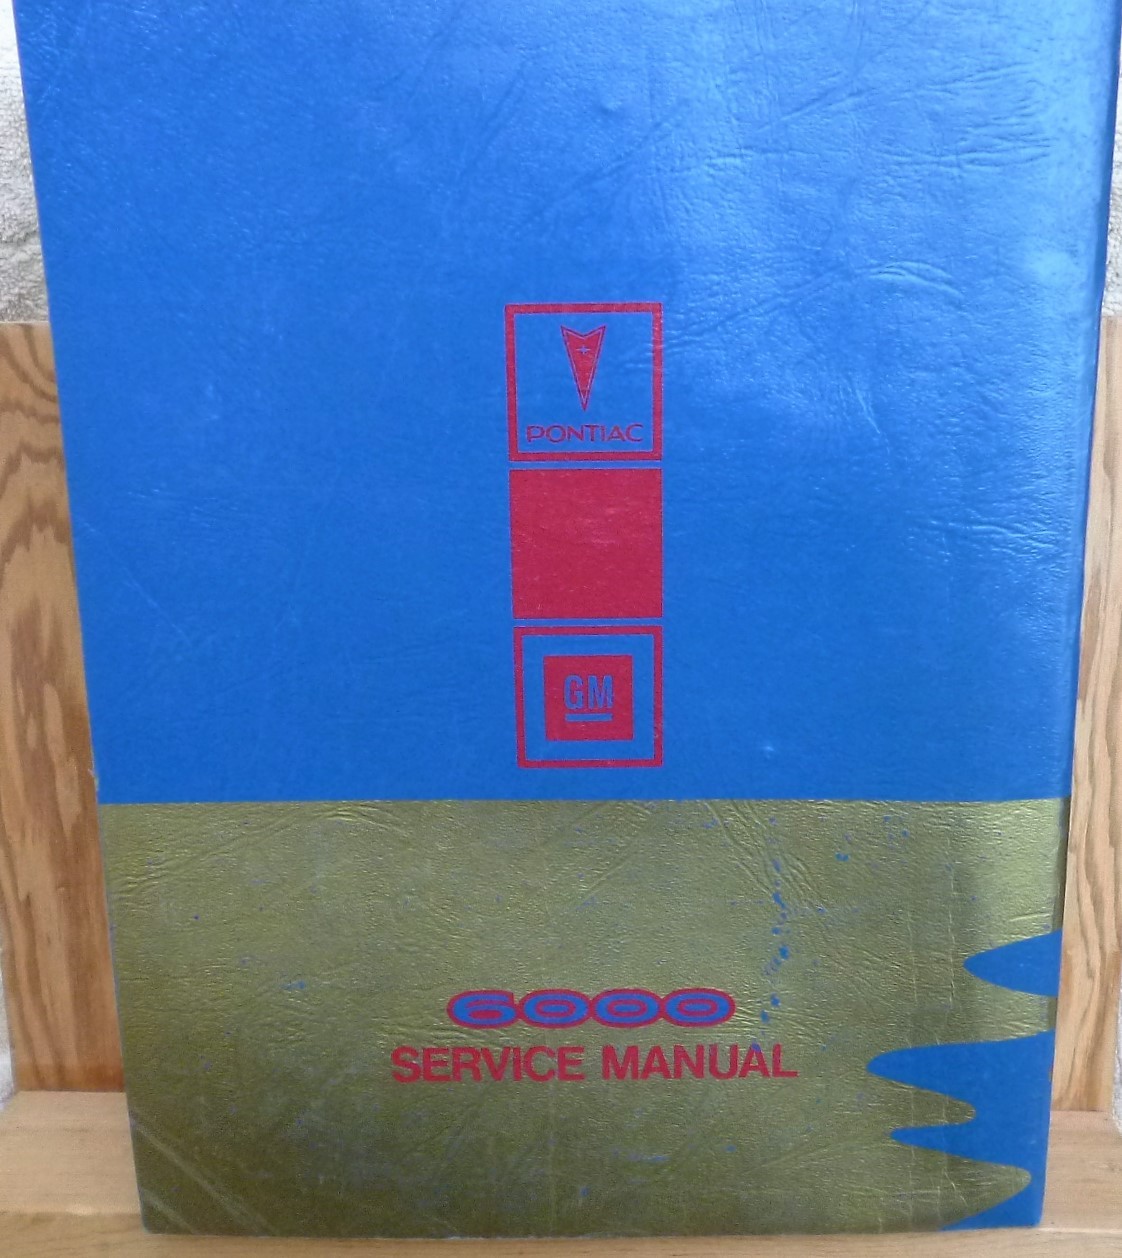 PONTIAC
GM
6000
SERVICE MANUAL